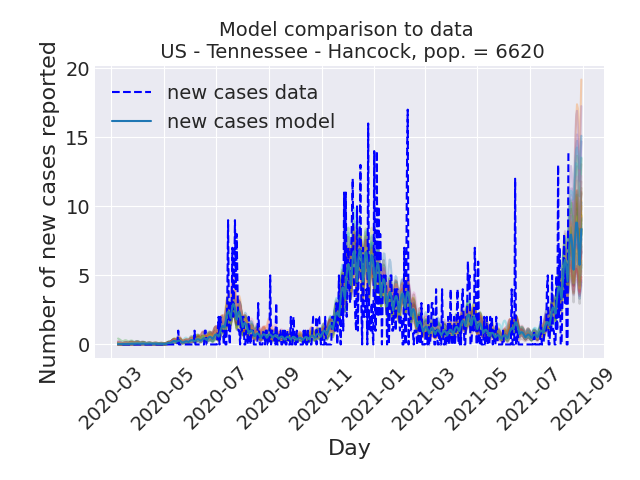 Model comparison to data
US - Tennessee - Hancock, pop. = 6620
Number of new cases reported
20
15
10
5
0
new cases data
new cases model
2020-03
2020-05
2020-07
2020-09
2020-11
2021-01
2021-03
2021-05
2021-07
2021-09
Day